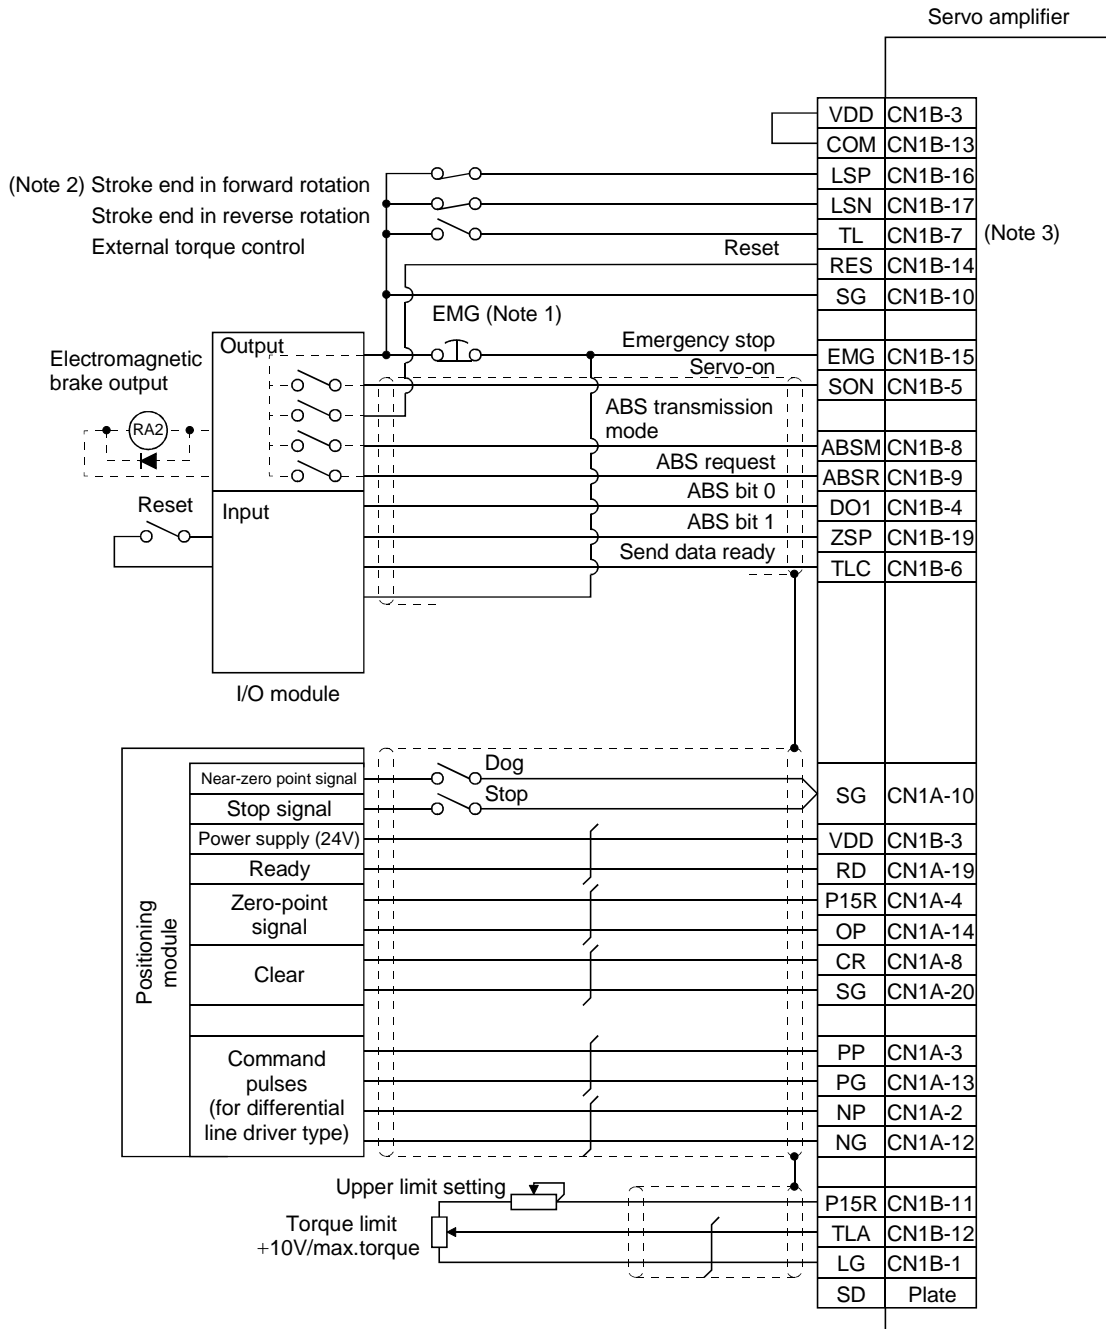 Servo amplifier
VDD CN1B-3
COM CN1B-13
(Note 2) Stroke end in forward rotation LSP CN1B-16
Stroke end in reverse rotation LSN CN1B-17
External torque control TL CN1B-7 (Note 3)
Reset RES CN1B-14
SG CN1B-10
EMG (Note 1)
Output Emergency stop EMG CN1B-15
Electromagnetic
brake output
Servo-on SON CN1B-5
RA2
ABS transmission
mode ABSM CN1B-8
ABS request ABSR CN1B-9
Reset Input ABS bit 0 DO1 CN1B-4
ABS bit 1 ZSP CN1B-19
Send data ready TLC CN1B-6
I/O module
Positioning
module
Near-zero point signal Dog
Stop signal Stop
SG CN1A-10
Power supply (24V) VDD CN1B-3
Ready RD CN1A-19
Zero-point
signal
P15R CN1A-4
OP CN1A-14
Clear
CR CN1A-8
SG CN1A-20
Command
pulses
(for differential
line driver type)
PP CN1A-3
PG CN1A-13
NP CN1A-2
NG CN1A-12
Upper limit setting P15R CN1B-11
Torque limit
+10V/max.torque
TLA CN1B-12
LG CN1B-1
SD Plate